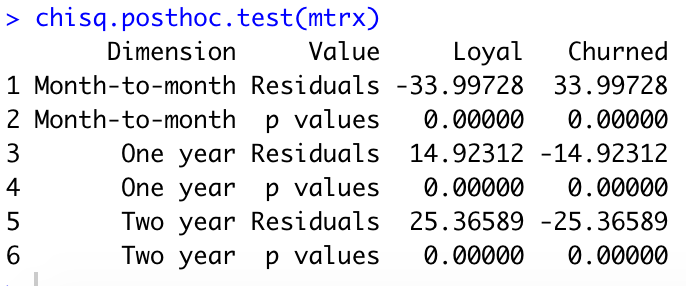 > chisq.posthoc.test(mtrx)
Dimension Value Loyal Churned
1 Month-to-month Residuals -33.99728 33.99728
2 Month-to-month p values 0.00000 0.00000
3 One year Residuals 14.92312 -14.92312
4 One year p values 0.00000 0.00000
5 Two year Residuals 25.36589 -25.36589
6 Two year p values 0.00000 0.00000